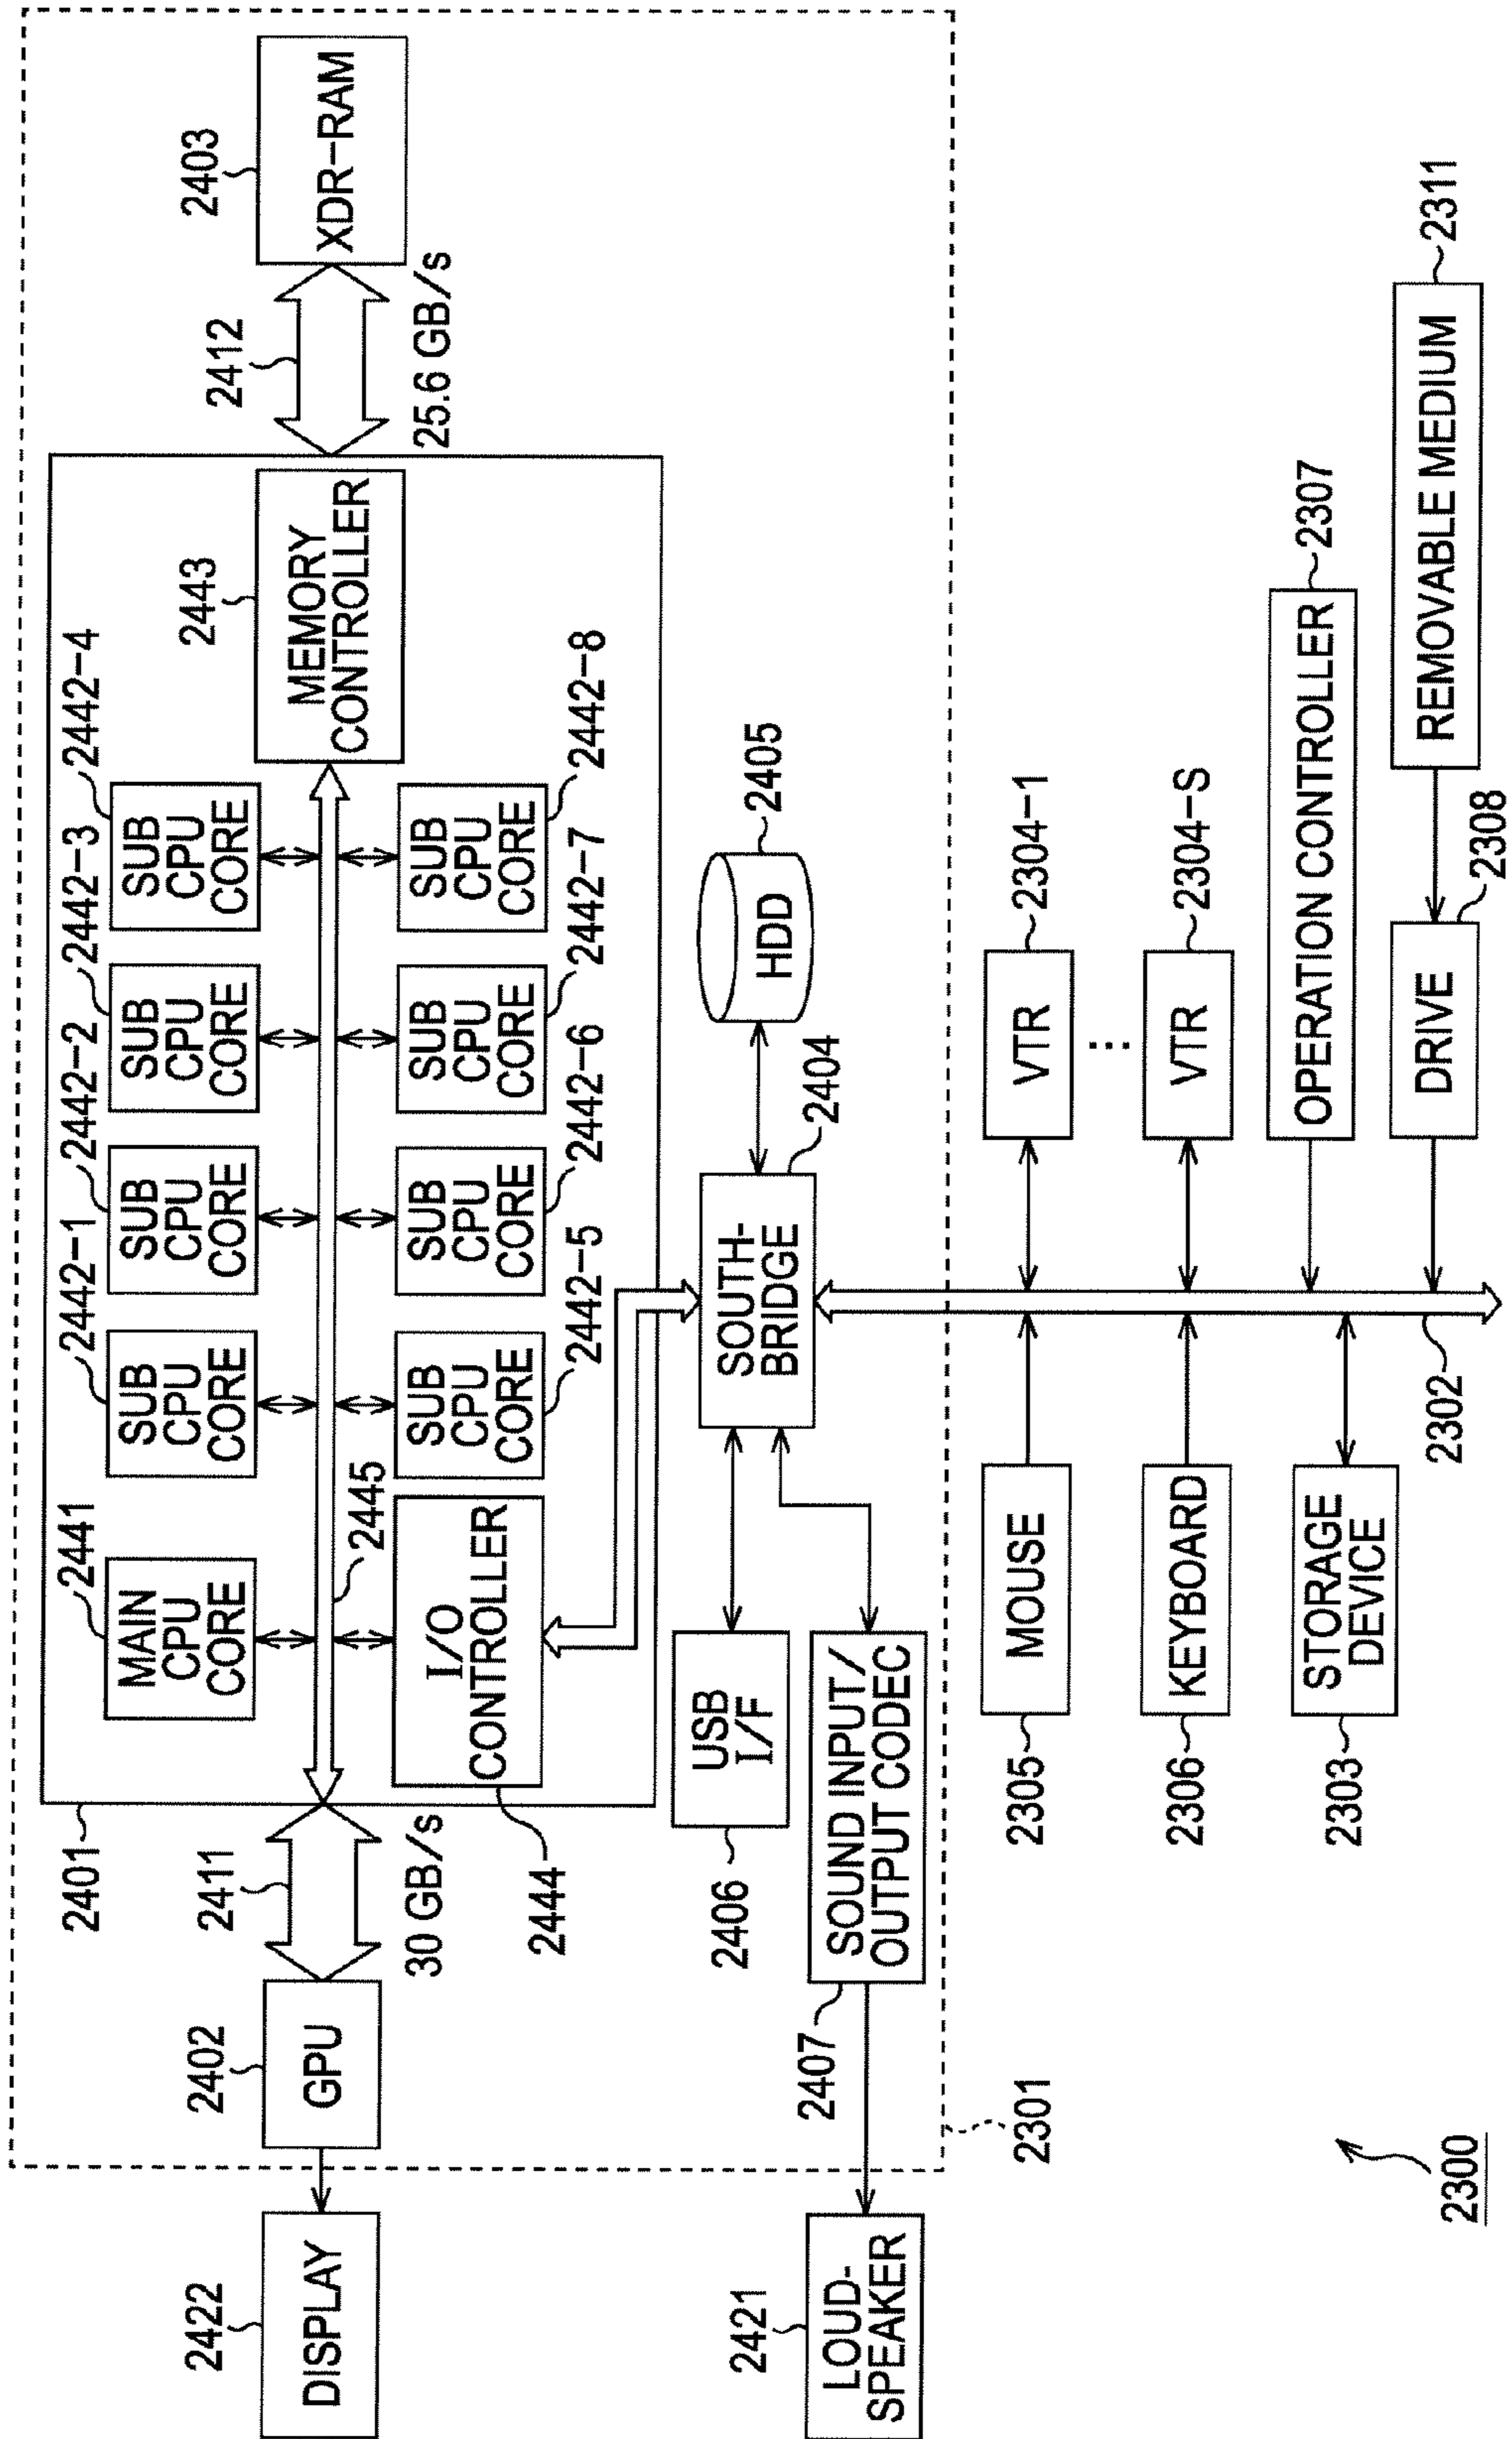 2401
2441
2442-1
2442-2
2442-3
2442-4
MAIN
CPU
CORE
SUB
CPU
CORE
SUB
CPU
CORE
SUB
CPU
CORE
SUB
CPU
CORE
2422
2402
2411
2443
2412
2403
DISPLAY
GPU
MEMORY
CONTROLLER
XDR-RAM
30 GB/s
2445
25.6 GB/s
I/O
CONTROLLER
SUB
CPU
CORE
SUB
CPU
CORE
SUB
CPU
CORE
SUB
CPU
CORE
2444
2442-5
2442-6
2442-7
2442-8
2406
USB
I/F
SOUTH-
BRIDGE
HDD
2405
2404
2421
2407
LOUD-
SPEAKER
SOUND INPUT/
OUTPUT CODEC
2301
2305
MOUSE
VTR
2304-1
...
2306
KEYBOARD
VTR
2304-S
2303
STORAGE
DEVICE
OPERATION CONTROLLER
2307
2302
DRIVE
2308
REMOVABLE MEDIUM
2311
2300